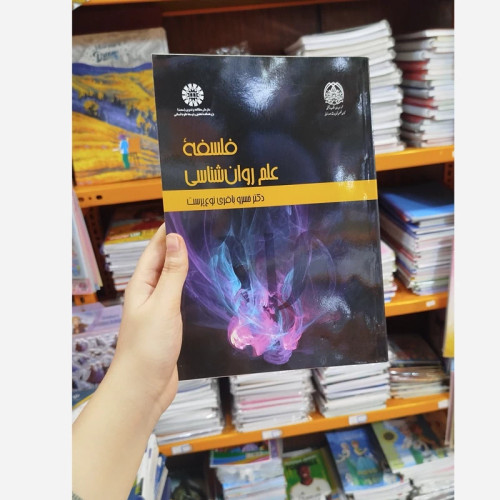 فلسفهٔ
علم روان‌شناسی
دکتر خسرو باقری نوع‌پرست